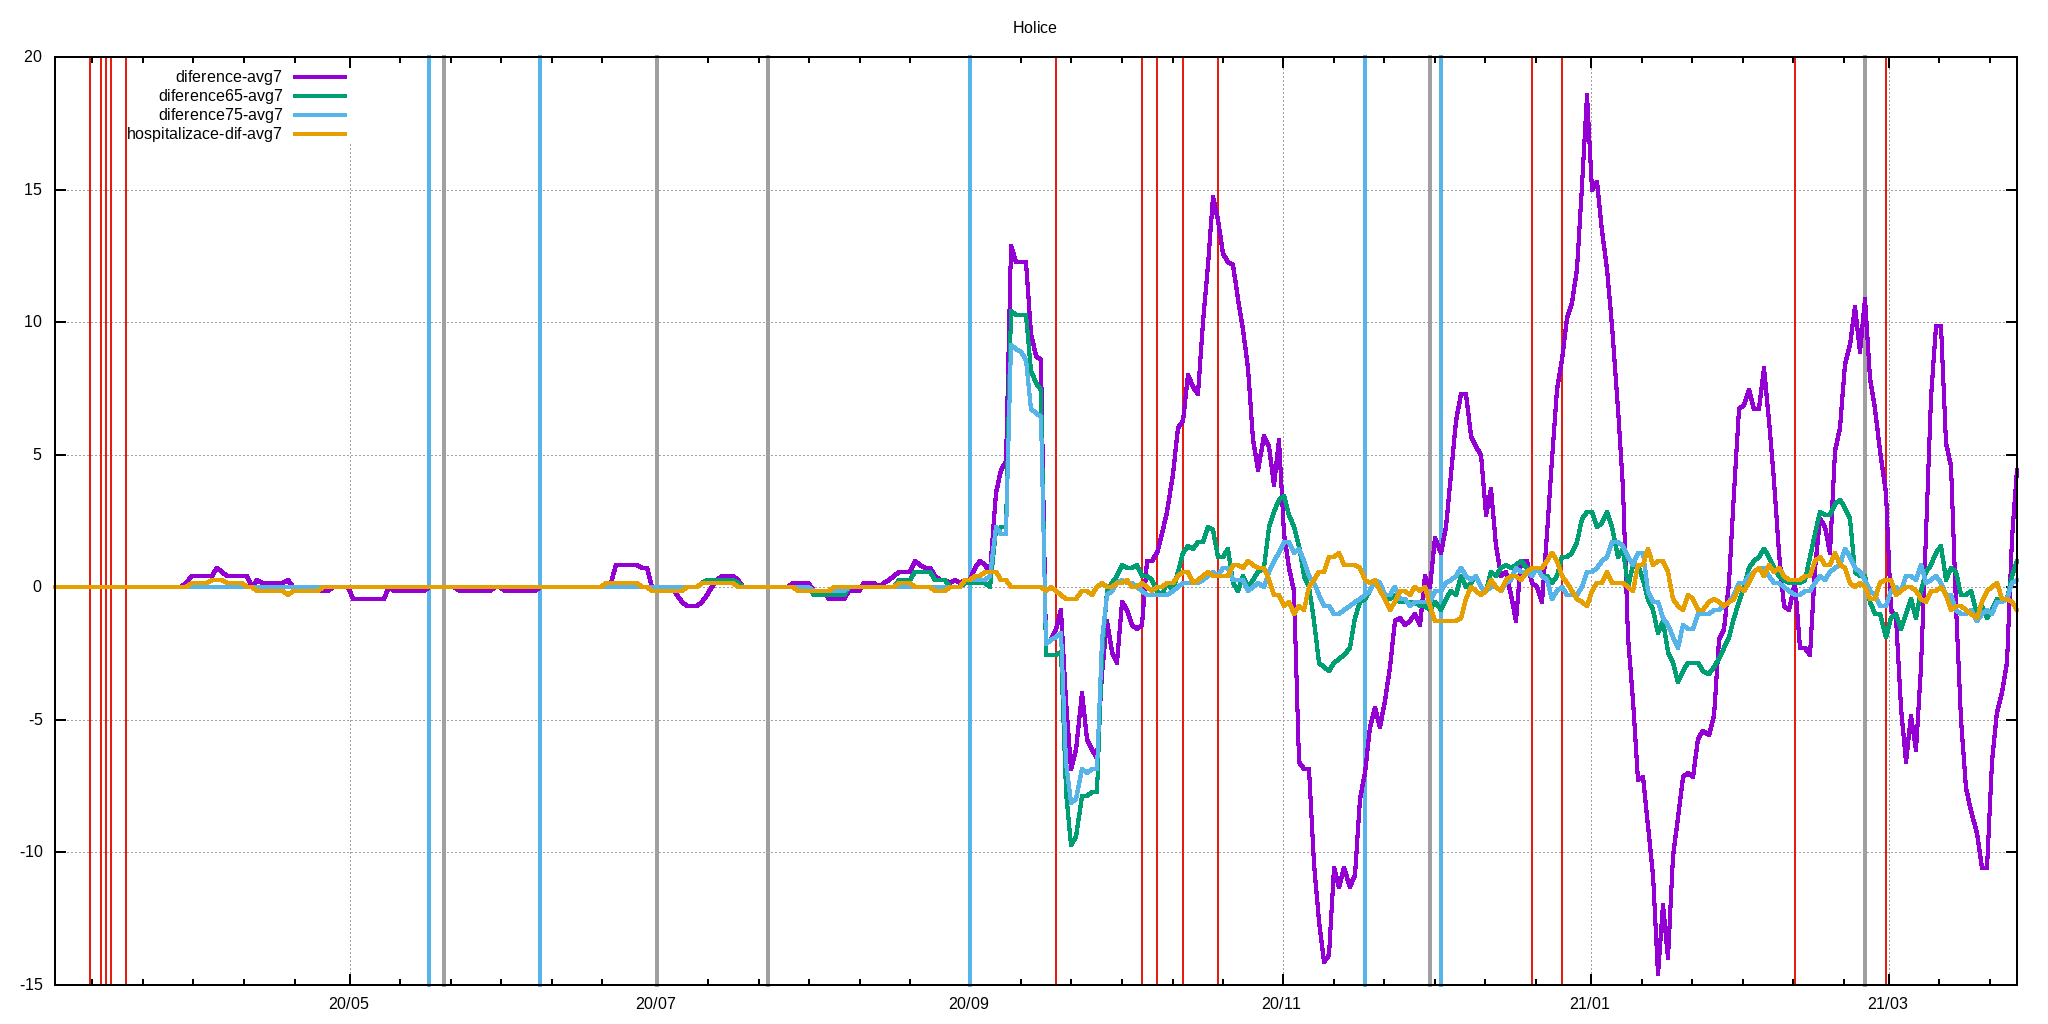 Holice
20
diference-avg7
diference65-avg7
diference75-avg7
hospitalizace-dif-avg7
15
10
5
0
-5
-10
-15
20/05 20/07 20/09 20/11 21/01 21/03